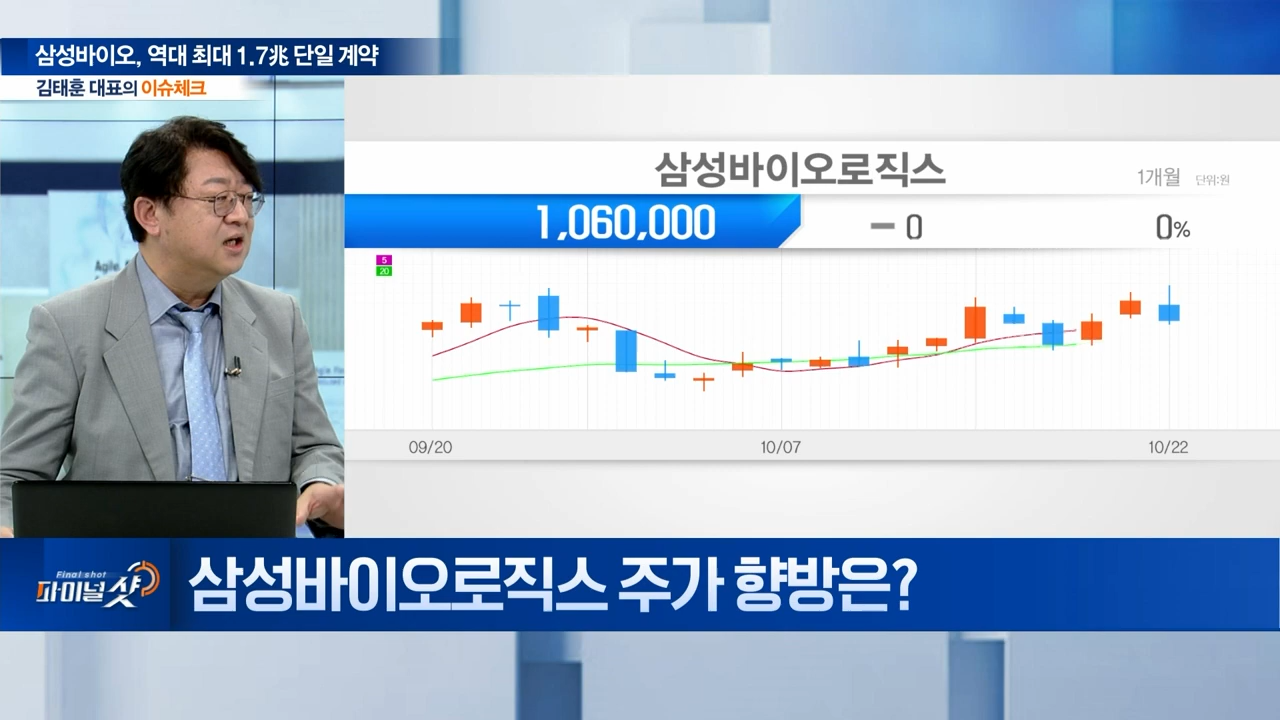 삼성바이오, 역대 최대 1.7兆 단일 계약
김태훈 대표의 이슈체크
Agile
삼성바이오로직스
1개월 단위:원
1,060,000 - 0 0%
5
20
09/20 10/07 10/22
Final shot
파이널 샷
삼성바이오로직스 주가 향방은?